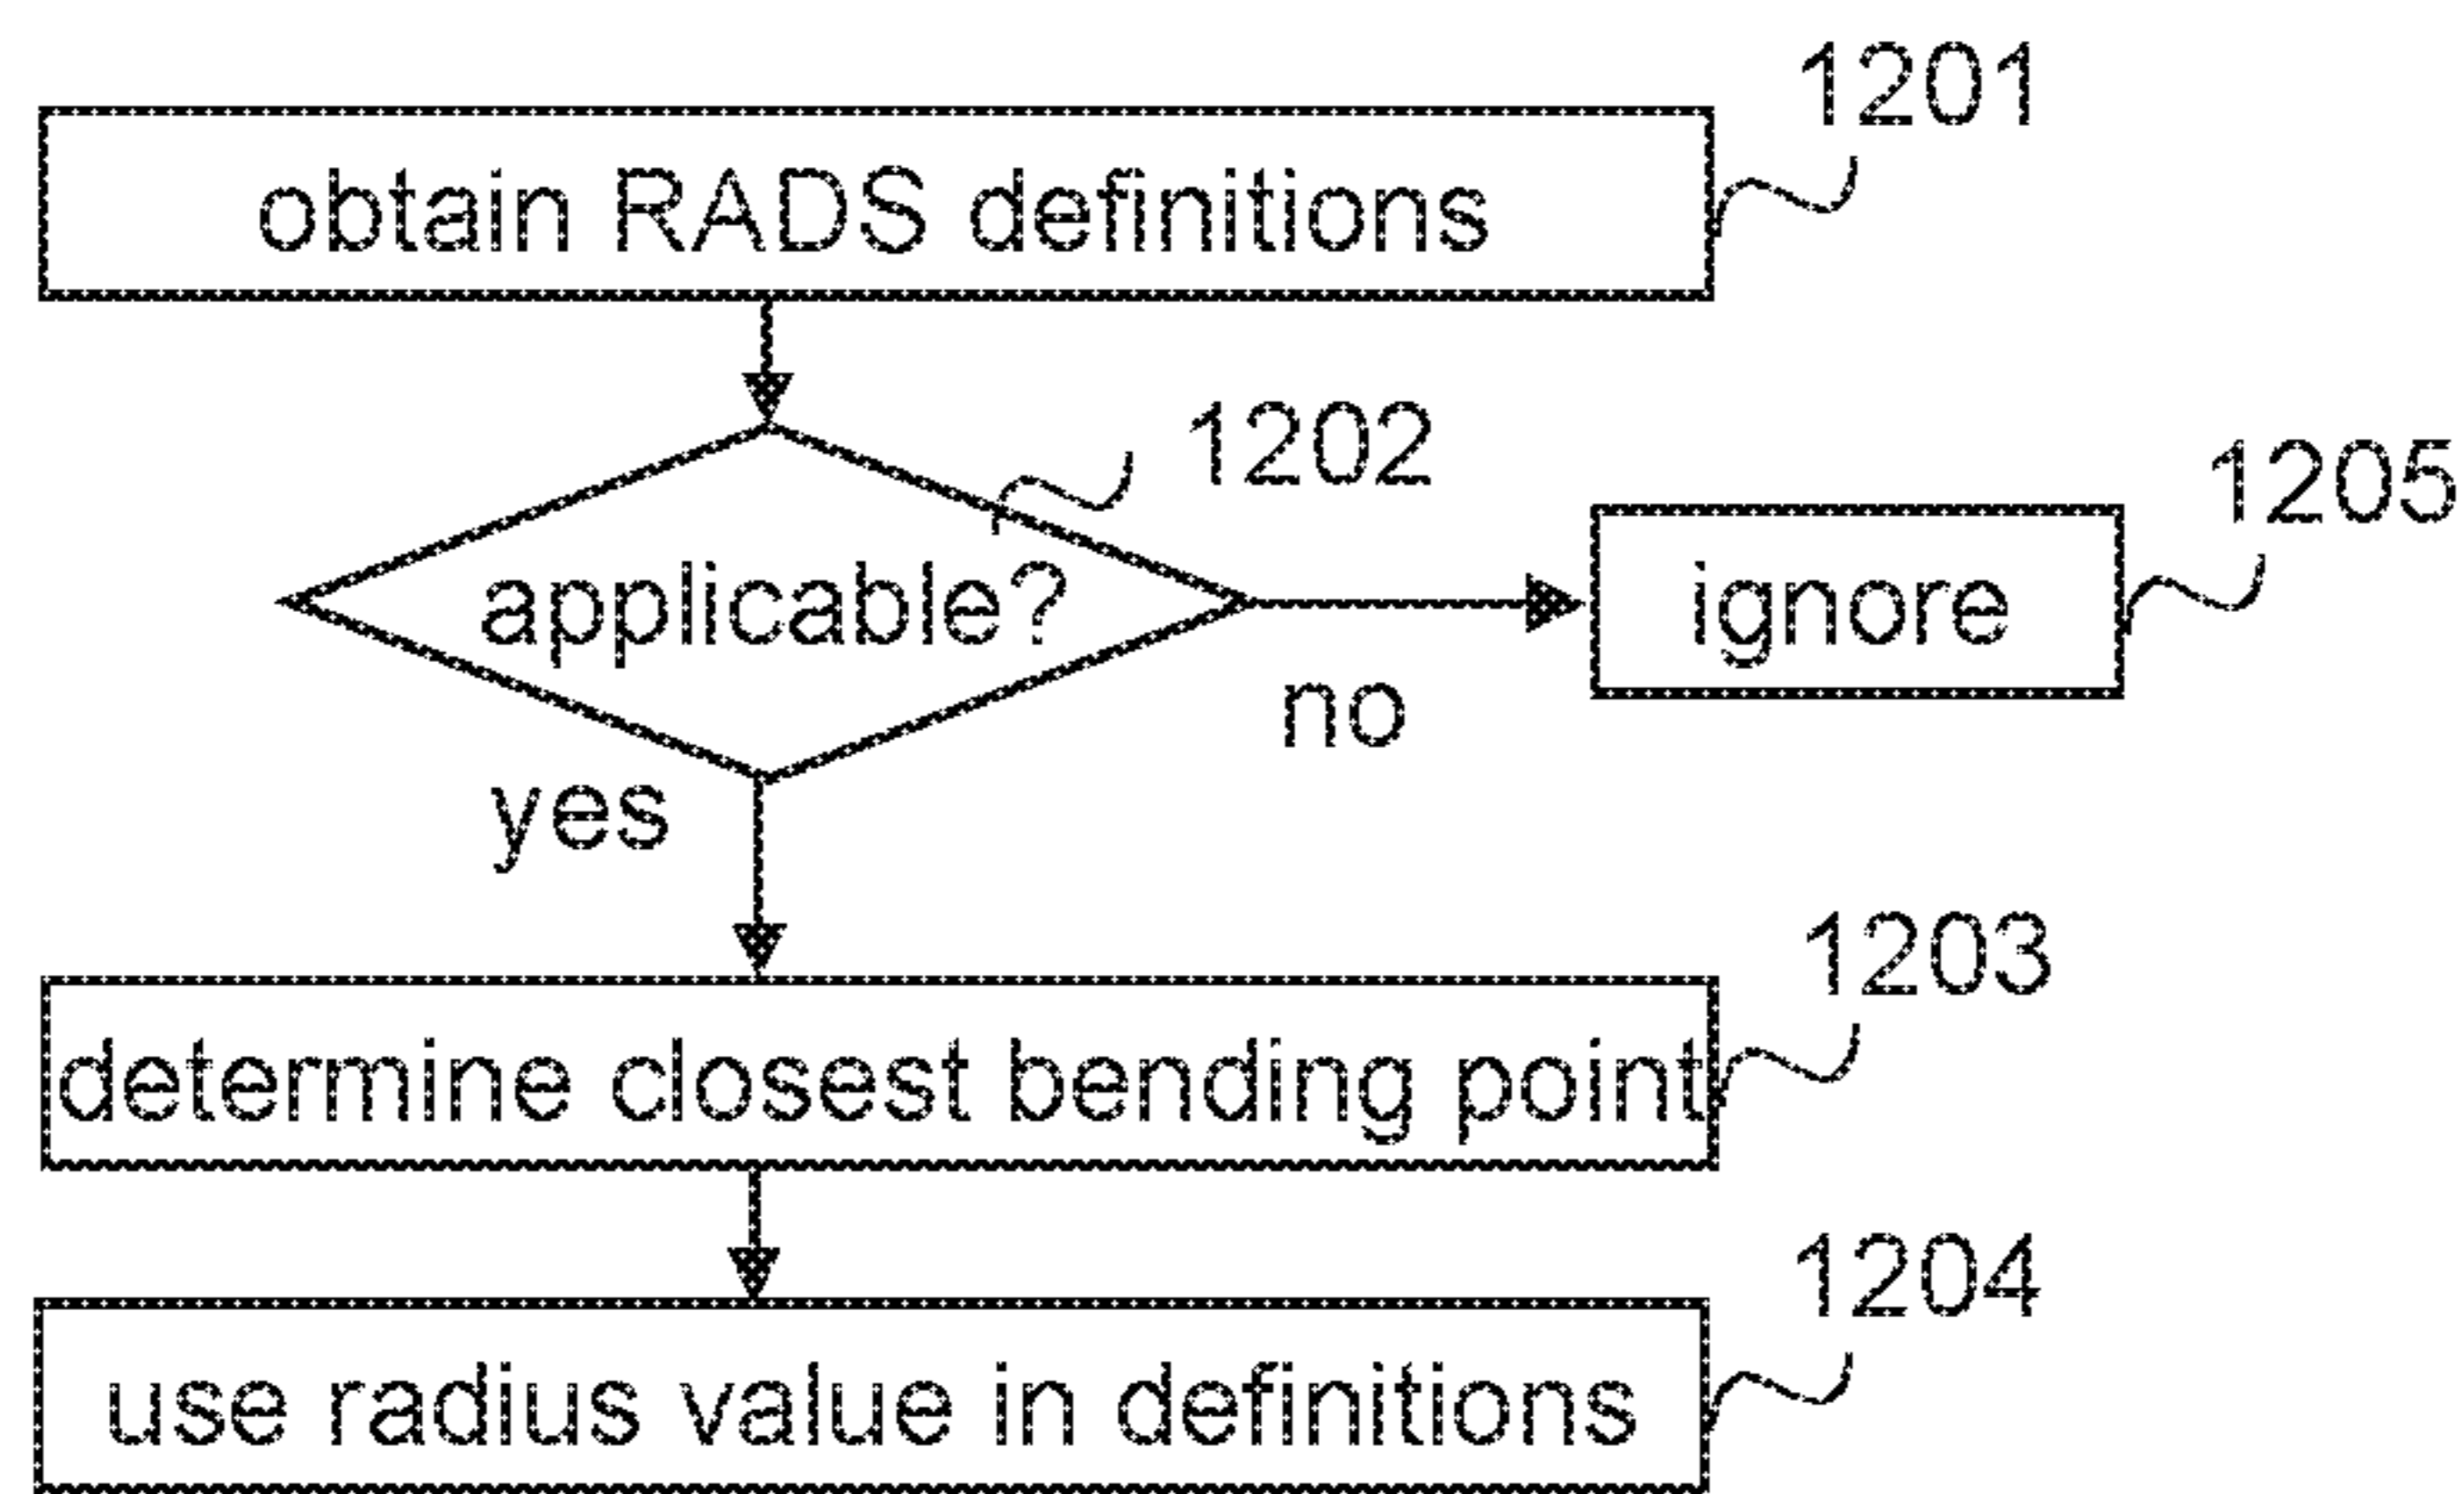 1201
obtain RADS definitions
1202
1205
applicable?
ignore
no
yes
1203
determine closest bending point
1204
use radius value in definitions